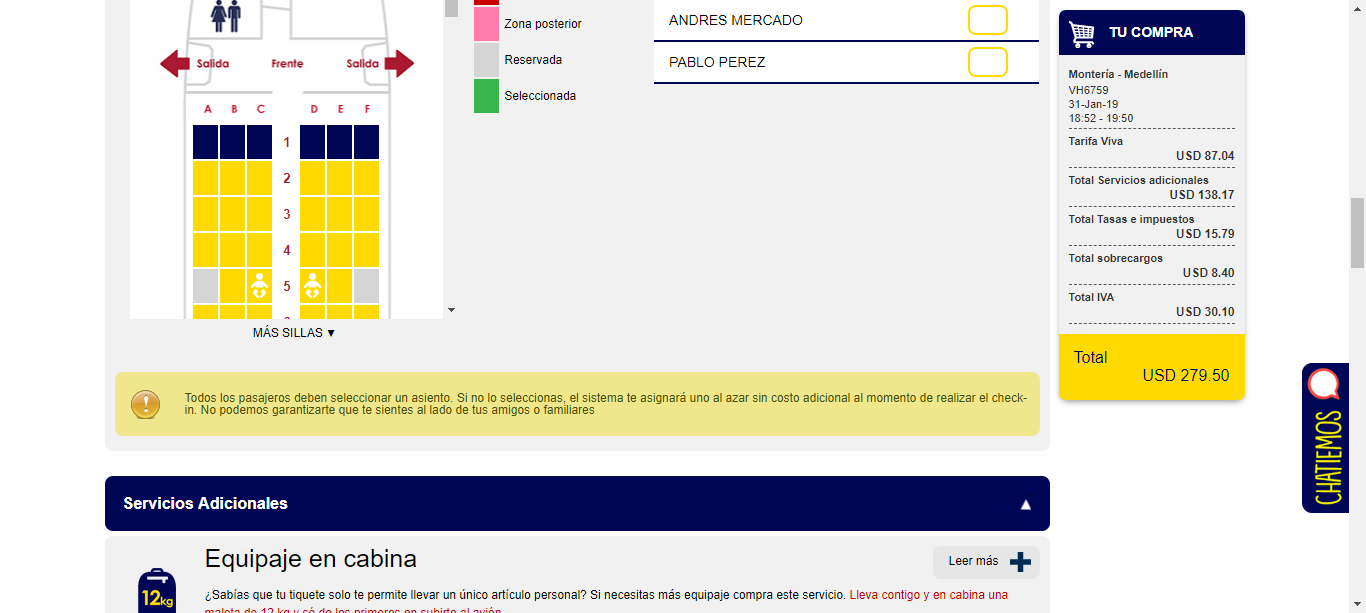 Salida
Frente
Salida
A B C D E F
1
2
3
4
5
MÁS SILLAS ▼
Zona posterior
Reservada
Seleccionada
ANDRES MERCADO
PABLO PEREZ
Todos los pasajeros deben seleccionar un asiento. Si no lo seleccionas, el sistema te asignará uno al azar sin costo adicional al momento de realizar el check-
in. No podemos garantizarte que te sientes al lado de tus amigos o familiares
Servicios Adicionales
Equipaje en cabina
Leer más
12kg
¿Sabías que tu tiquete solo te permite llevar un único artículo personal? Si necesitas más equipaje compra este servicio. Lleva contigo y en cabina una
maleta de 12 kg y sé de los primeros en subirte al avión.
TU COMPRA
Montería - Medellín
VH6759
31-Jan-19
18:52 - 19:50
Tarifa Viva
USD 87.04
Total Servicios adicionales
USD 138.17
Total Tasas e impuestos
USD 15.79
Total sobrecargos
USD 8.40
Total IVA
USD 30.10
Total
USD 279.50
CHATIEMOS